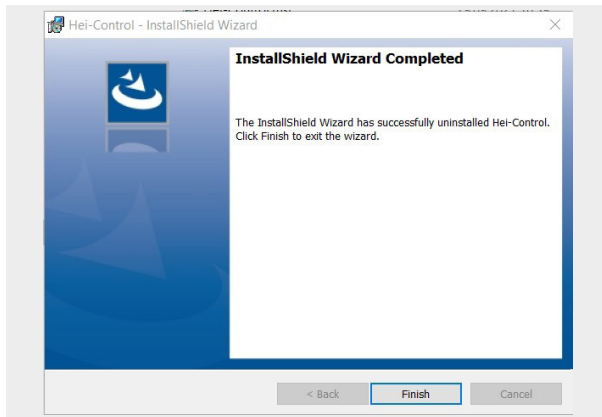 Hei-Control - InstallShield Wizard
InstallShield Wizard Completed
The InstallShield Wizard has successfully uninstalled Hei-Control.
Click Finish to exit the wizard.
< Back
Finish
Cancel